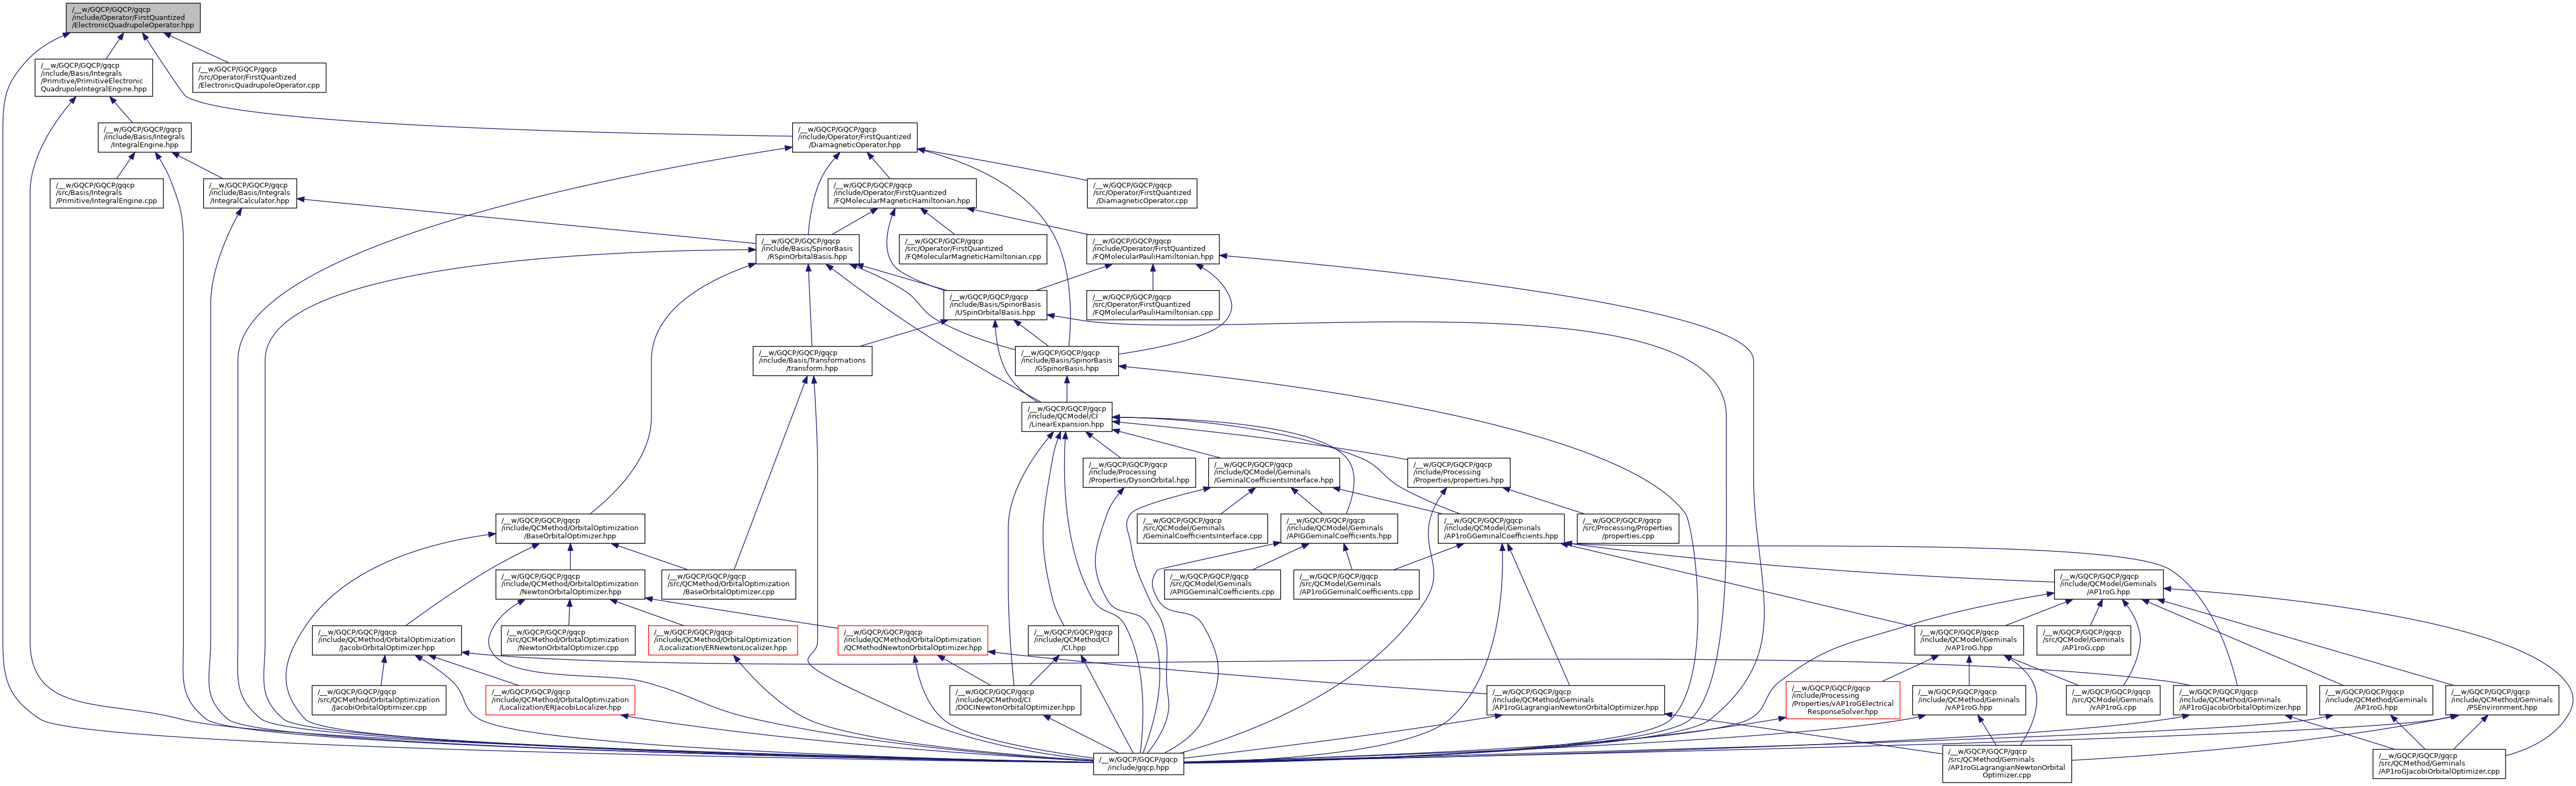 /__w/GQCP/GQCP/gqcp
/include/Operator/FirstQuantized
/ElectronicQuadrupoleOperator.hpp
/__w/GQCP/GQCP/gqcp
/include/Basis/Integrals
/Primitive/PrimitiveElectronic
QuadrupoleIntegralEngine.hpp
/__w/GQCP/GQCP/gqcp
/src/Operator/FirstQuantized
/ElectronicQuadrupoleOperator.cpp
/__w/GQCP/GQCP/gqcp
/include/Basis/Integrals
/IntegralEngine.hpp
/__w/GQCP/GQCP/gqcp
/include/Operator/FirstQuantized
/DiamagneticOperator.hpp
/__w/GQCP/GQCP/gqcp
/src/Basis/Integrals
/Primitive/IntegralEngine.cpp
/__w/GQCP/GQCP/gqcp
/include/Basis/Integrals
/IntegralCalculator.hpp
/__w/GQCP/GQCP/gqcp
/include/Operator/FirstQuantized
/FQMolecularMagneticHamiltonian.hpp
/__w/GQCP/GQCP/gqcp
/src/Operator/FirstQuantized
/DiamagneticOperator.cpp
/__w/GQCP/GQCP/gqcp
/include/Basis/SpinorBasis
/RSpinOrbitalBasis.hpp
/__w/GQCP/GQCP/gqcp
/src/Operator/FirstQuantized
/FQMolecularMagneticHamiltonian.cpp
/__w/GQCP/GQCP/gqcp
/include/Operator/FirstQuantized
/FQMolecularPauliHamiltonian.hpp
/__w/GQCP/GQCP/gqcp
/include/Basis/SpinorBasis
/USpinOrbitalBasis.hpp
/__w/GQCP/GQCP/gqcp
/src/Operator/FirstQuantized
/FQMolecularPauliHamiltonian.cpp
/__w/GQCP/GQCP/gqcp
/include/Basis/Transformations
/transform.hpp
/__w/GQCP/GQCP/gqcp
/include/Basis/SpinorBasis
/GSpinorBasis.hpp
/__w/GQCP/GQCP/gqcp
/include/QCModel/CI
/LinearExpansion.hpp
/__w/GQCP/GQCP/gqcp
/include/Processing
/Properties/DysonOrbital.hpp
/__w/GQCP/GQCP/gqcp
/include/QCModel/Geminals
/GeminalCoefficientsInterface.hpp
/__w/GQCP/GQCP/gqcp
/include/Processing
/Properties/properties.hpp
/__w/GQCP/GQCP/gqcp
/include/QCMethod/OrbitalOptimization
/BaseOrbitalOptimizer.hpp
/__w/GQCP/GQCP/gqcp
/src/QCModel/Geminals
/GeminalCoefficientsInterface.cpp
/__w/GQCP/GQCP/gqcp
/include/QCModel/Geminals
/APIGGeminalCoefficients.hpp
/__w/GQCP/GQCP/gqcp
/include/QCModel/Geminals
/AP1roGGeminalCoefficients.hpp
/__w/GQCP/GQCP/gqcp
/src/Processing/Properties
/properties.cpp
/__w/GQCP/GQCP/gqcp
/include/QCMethod/OrbitalOptimization
/NewtonOrbitalOptimizer.hpp
/__w/GQCP/GQCP/gqcp
/src/QCMethod/OrbitalOptimization
/BaseOrbitalOptimizer.cpp
/__w/GQCP/GQCP/gqcp
/src/QCModel/Geminals
/APIGGeminalCoefficients.cpp
/__w/GQCP/GQCP/gqcp
/src/QCModel/Geminals
/AP1roGGeminalCoefficients.cpp
/__w/GQCP/GQCP/gqcp
/include/QCModel/Geminals
/AP1roG.hpp
/__w/GQCP/GQCP/gqcp
/include/QCMethod/OrbitalOptimization
/JacobiOrbitalOptimizer.hpp
/__w/GQCP/GQCP/gqcp
/src/QCMethod/OrbitalOptimization
/NewtonOrbitalOptimizer.cpp
/__w/GQCP/GQCP/gqcp
/include/QCMethod/OrbitalOptimization
/Localization/ERNewtonLocalizer.hpp
/__w/GQCP/GQCP/gqcp
/include/QCMethod/OrbitalOptimization
/QCMethodNewtonOrbitalOptimizer.hpp
/__w/GQCP/GQCP/gqcp
/include/QCMethod/CI
/CI.hpp
/__w/GQCP/GQCP/gqcp
/include/QCModel/Geminals
/vAP1roG.hpp
/__w/GQCP/GQCP/gqcp
/src/QCModel/Geminals
/AP1roG.cpp
/__w/GQCP/GQCP/gqcp
/src/QCMethod/OrbitalOptimization
/JacobiOrbitalOptimizer.cpp
/__w/GQCP/GQCP/gqcp
/include/QCMethod/OrbitalOptimization
/Localization/ERJacobiLocalizer.hpp
/__w/GQCP/GQCP/gqcp
/include/QCMethod/CI
/DOCINewtonOrbitalOptimizer.hpp
/__w/GQCP/GQCP/gqcp
/include/QCMethod/Geminals
/AP1roGLagrangianNewtonOrbitalOptimizer.hpp
/__w/GQCP/GQCP/gqcp
/include/Processing
/Properties/vAP1roGElectrical
ResponseSolver.hpp
/__w/GQCP/GQCP/gqcp
/include/QCMethod/Geminals
/vAP1roG.hpp
/__w/GQCP/GQCP/gqcp
/src/QCModel/Geminals
/vAP1roG.cpp
/__w/GQCP/GQCP/gqcp
/include/QCMethod/Geminals
/AP1roGJacobiOrbitalOptimizer.hpp
/__w/GQCP/GQCP/gqcp
/include/QCMethod/Geminals
/AP1roG.hpp
/__w/GQCP/GQCP/gqcp
/include/QCMethod/Geminals
/PSEnvironment.hpp
/__w/GQCP/GQCP/gqcp
/include/gqcp.hpp
/__w/GQCP/GQCP/gqcp
/src/QCMethod/Geminals
/AP1roGLagrangianNewtonOrbital
Optimizer.cpp
/__w/GQCP/GQCP/gqcp
/src/QCMethod/Geminals
/AP1roGJacobiOrbitalOptimizer.cpp